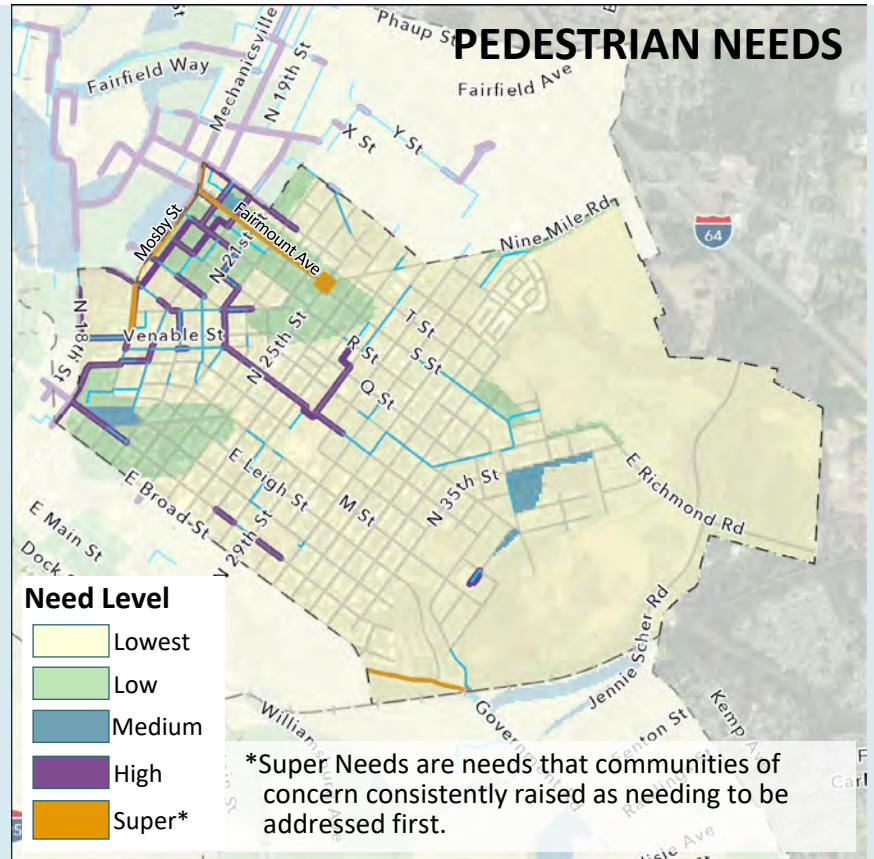 PEDESTRIAN NEEDS
Phaup St
Mechanicsville
Fairfield Way
N 19th St
Fairfield Ave
X St
Y St
64
Nine Mile Rd
Mosby St
Fairmount Ave
N 21st
N 18th St
Venable St
N 25th St
T St
R St
S St
Q St
E Leigh St
N 35th St
E Richmond Rd
E Broad St
M St
N 29th St
E Main St
Dock
Jennie Scher Rd
Need Level
Lowest
Low
Medium
High
Super*
Government
Kemp
enton St
*Super Needs are needs that communities of
concern consistently raised as needing to be
addressed first.